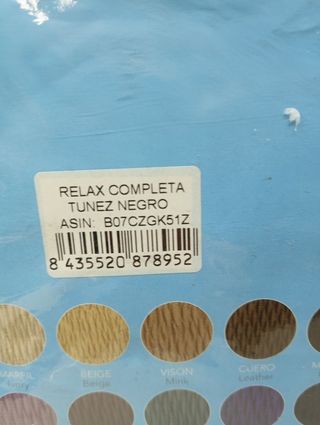 RELAX COMPLETA
TUNEZ NEGRO
ASIN: B07CZGK51Z
8 435520 878952
MARFIL BEIGE VISON CUERO
Ivory Beige Mink Leather